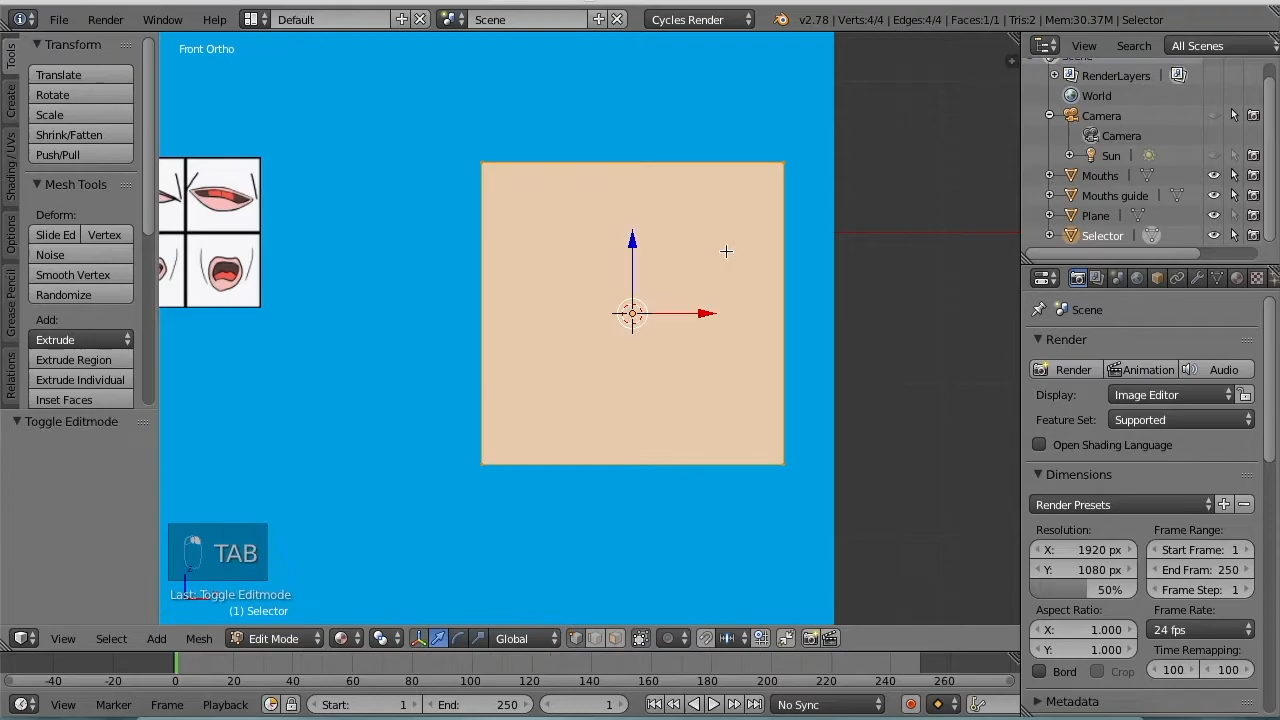 File
Render
Window
Help
Default
Scene
Cycles Render
v2.78 | Verts:4/4 | Edges:4/4 | Faces:1/1 | Tris:2 | Mem:30.37M | Selector
Tools
Create
Shading / UVs
Options
Grease Pencil
Relations
Transform
Translate
Rotate
Scale
Shrink/Fatten
Push/Pull
Mesh Tools
Deform:
Slide Ed
Vertex
Noise
Smooth Vertex
Randomize
Add:
Extrude
Extrude Region
Extrude Individual
Inset Faces
Toggle Editmode
Front Ortho
TAB
Last: Toggle Editmode
(1) Selector
View
Select
Add
Mesh
Edit Mode
Global
-40 -20 0 20 40 60 80 100 120 140 160 180 200 220 240 260
View
Marker
Frame
Playback
Start: 1
End: 250
1
No Sync
View
Search
All Scenes
RenderLayers
World
Camera
Camera
Sun
Mouths
Mouths guide
Plane
Selector
Scene
Render
Render
Animation
Audio
Display:
Image Editor
Feature Set:
Supported
Open Shading Language
Dimensions
Render Presets
Resolution:
Frame Range:
X: 1920 px
Start Frame: 1
Y: 1080 px
End Fram: 250
50%
Frame Step: 1
Aspect Ratio:
Frame Rate:
X: 1.000
24 fps
Y: 1.000
Time Remapping:
Bord
Crop
100
100
Metadata